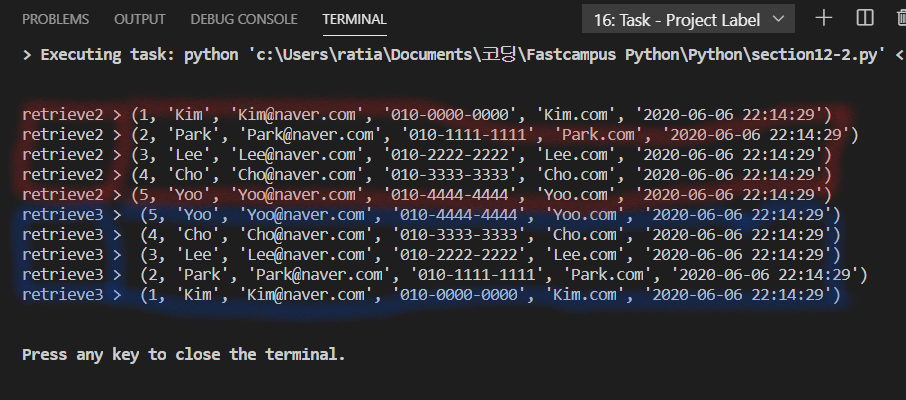 PROBLEMS OUTPUT DEBUG CONSOLE TERMINAL 16: Task - Project Label
> Executing task: python 'c:\Users\ratia\Documents\코딩\Fastcampus Python\Python\section12-2.py' <
retrieve2 > (1, 'Kim', 'Kim@naver.com', '010-0000-0000', 'Kim.com', '2020-06-06 22:14:29')
retrieve2 > (2, 'Park', 'Park@naver.com', '010-1111-1111', 'Park.com', '2020-06-06 22:14:29')
retrieve2 > (3, 'Lee', 'Lee@naver.com', '010-2222-2222', 'Lee.com', '2020-06-06 22:14:29')
retrieve2 > (4, 'Cho', 'Cho@naver.com', '010-3333-3333', 'Cho.com', '2020-06-06 22:14:29')
retrieve2 > (5, 'Yoo', 'Yoo@naver.com', '010-4444-4444', 'Yoo.com', '2020-06-06 22:14:29')
retrieve3 >  (5, 'Yoo', 'Yoo@naver.com', '010-4444-4444', 'Yoo.com', '2020-06-06 22:14:29')
retrieve3 >  (4, 'Cho', 'Cho@naver.com', '010-3333-3333', 'Cho.com', '2020-06-06 22:14:29')
retrieve3 >  (3, 'Lee', 'Lee@naver.com', '010-2222-2222', 'Lee.com', '2020-06-06 22:14:29')
retrieve3 >  (2, 'Park', 'Park@naver.com', '010-1111-1111', 'Park.com', '2020-06-06 22:14:29')
retrieve3 >  (1, 'Kim', 'Kim@naver.com', '010-0000-0000', 'Kim.com', '2020-06-06 22:14:29')
Press any key to close the terminal.